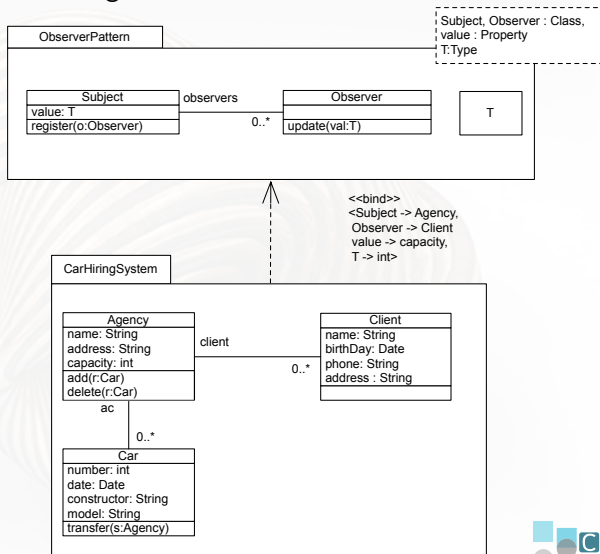 Subject, Observer : Class,
value : Property
T:Type
ObserverPattern
Subject
value: T
register(o:Observer)
observers
0..*
Observer
update(val:T)
T
<<bind>>
<Subject -> Agency,
Observer -> Client
value -> capacity,
T -> int>
CarHiringSystem
Agency
name: String
address: String
capacity: int
add(r:Car)
delete(r:Car)
client
0..*
Client
name: String
birthDay: Date
phone: String
address : String
ac
0..*
Car
number: int
date: Date
constructor: String
model: String
transfer(s:Agency)
C